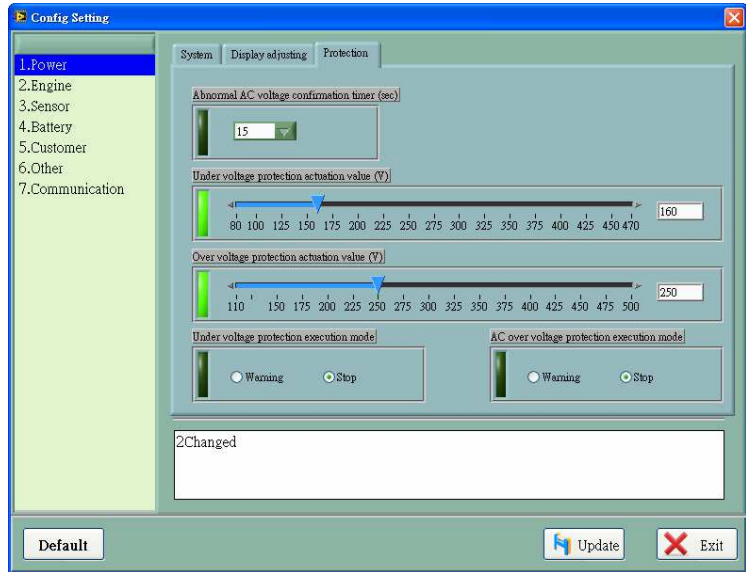 Config Setting
1.Power
2.Engine
3.Sensor
4.Battery
5.Customer
6.Other
7.Communication
System Display adjusting Protection
Abnormal AC voltage confirmation timer (sec)
15
Under voltage protection actuation value (V)
160
80 100 125 150 175 200 225 250 275 300 325 350 375 400 425 450 470
Over voltage protection actuation value (V)
250
110 150 175 200 225 250 275 300 325 350 375 400 425 450 475 500
Under voltage protection execution mode AC over voltage protection execution mode
Warning Stop Warning Stop
2Changed
Default Update Exit